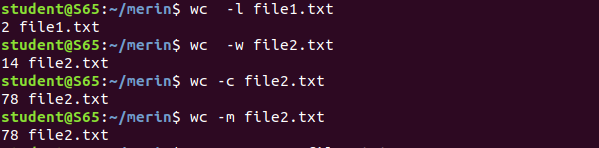 student@S65:~/merin$ wc  -l file1.txt
2 file1.txt
student@S65:~/merin$ wc  -w file2.txt
14 file2.txt
student@S65:~/merin$ wc -c file2.txt
78 file2.txt
student@S65:~/merin$ wc -m file2.txt
78 file2.txt